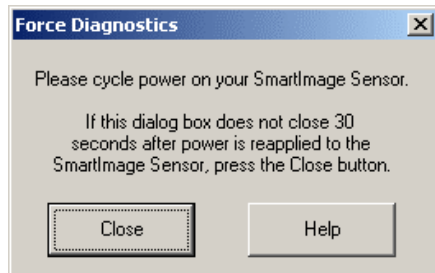 Force Diagnostics
Please cycle power on your SmartImage Sensor.
If this dialog box does not close 30
seconds after power is reapplied to the
SmartImage Sensor, press the Close button.
Close
Help